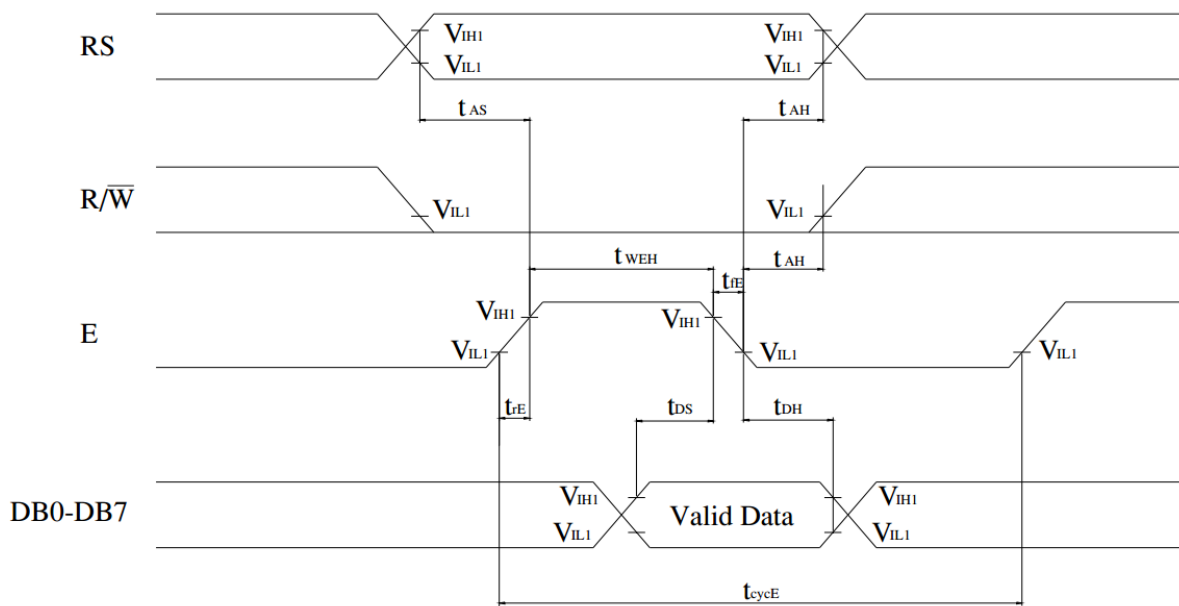 RS VIH1 VIH1
VIL1 VIL1
tAS tAH
R/W̅ VIL1 VIL1
tWEH tAH
tfE
E VIH1 VIH1
VIL1 VIL1 VIL1
trE tDS tDH
DB0-DB7 VIH1 Valid Data VIH1
VIL1 VIL1
tcycE